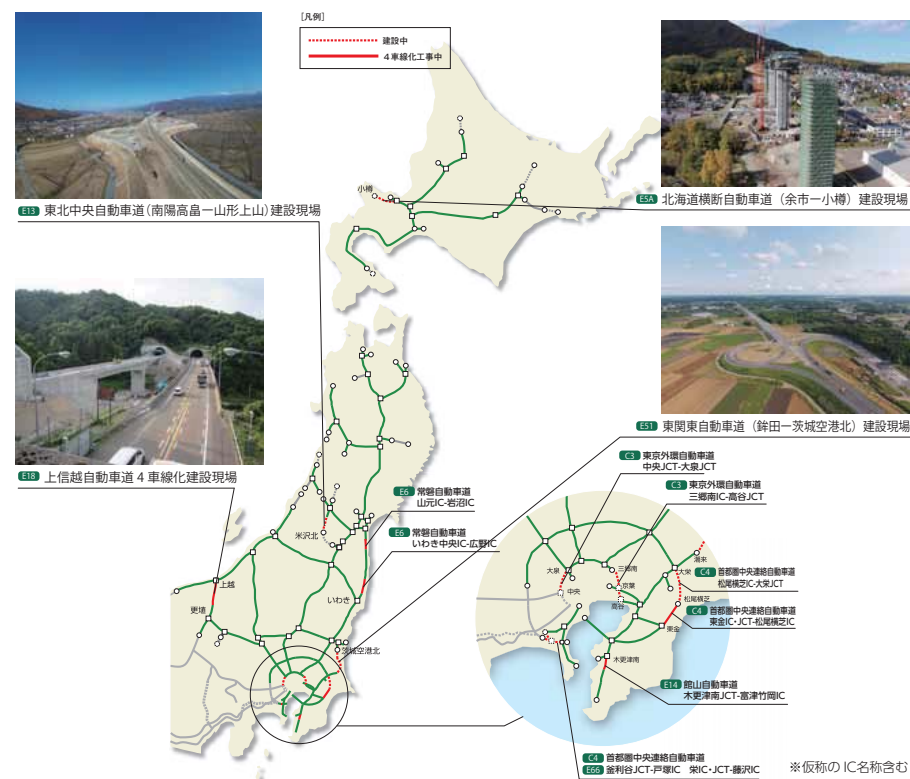 [凡例]
建設中
4車線化工事中
E13 東北中央自動車道(南陽高畠ー山形上山)建設現場
E5A 北海道横断自動車道(余市ー小樽)建設現場
小樽
E18 上信越自動車道4車線化建設現場
E51 東関東自動車道(鉾田ー茨城空港北)建設現場
C3 東京外環自動車道
中央JCT-大泉JCT
C3 東京外環自動車道
三郷南IC-高谷JCT
E6 常磐自動車道
山元IC-岩沼IC
E6 常磐自動車道
いわき中央IC-広野IC
米沢北
いわき
上越
更埴
茨城空港北
大泉
中央
三郷南
京葉
高谷
潮来
大栄
松尾横芝
東金
木更津南
C4 首都圏中央連絡自動車道
松尾横芝IC-大栄JCT
C4 首都圏中央連絡自動車道
東金IC・JCT-松尾横芝IC
E14 館山自動車道
木更津南JCT-富津竹岡IC
C4 首都圏中央連絡自動車道
E66 釜利谷JCT-戸塚IC 栄IC・JCT-藤沢IC
※仮称のIC名称含む